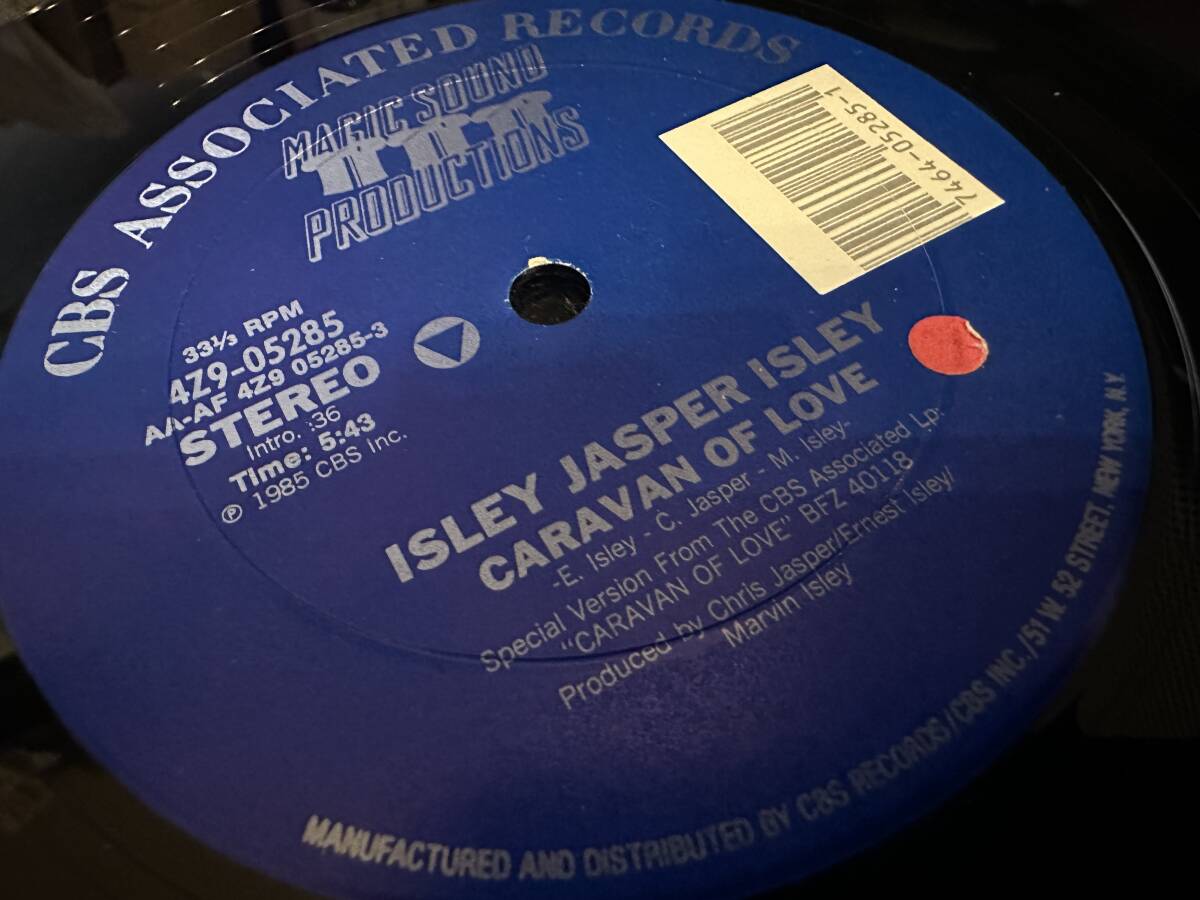 CBS ASSOCIATED RECORDS
MAGIC SOUND
PRODUCTIONS
7464-05285-1
33⅓ RPM
4Z9-05285
AA-AF 4Z9 05285-3
STEREO
Intro. :36
Time: 5:43
℗ 1985 CBS Inc.
ISLEY JASPER ISLEY
CARAVAN OF LOVE
-E. Isley - C. Jasper - M. Isley-
Special Version From The CBS Associated Lp:
"CARAVAN OF LOVE" BFZ 40118
Produced by Chris Jasper/Ernest Isley/
Marvin Isley
MANUFACTURED AND DISTRIBUTED BY CBS RECORDS/CBS INC./51 W. 52 STREET, NEW YORK, N.Y.